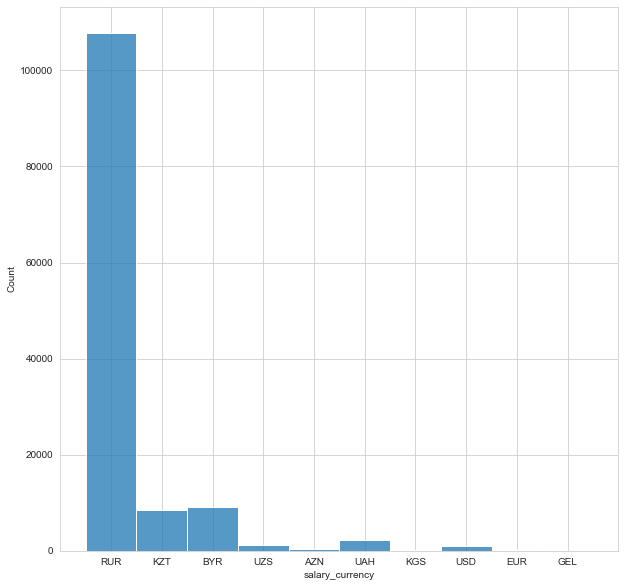 100000
80000
60000
40000
20000
0
Count
RUR KZT BYR UZS AZN UAH KGS USD EUR GEL
salary_currency